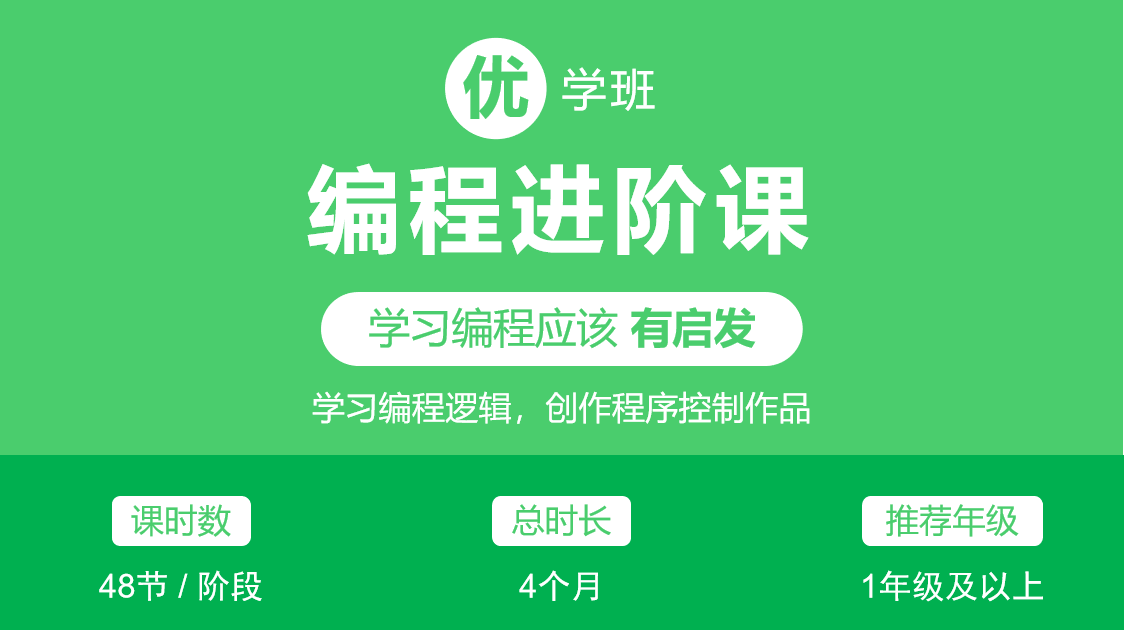 优学班
编程进阶课
学习编程应该 有启发
学习编程逻辑，创作程序控制作品
课时数
48节 / 阶段
总时长
4个月
推荐年级
1年级及以上